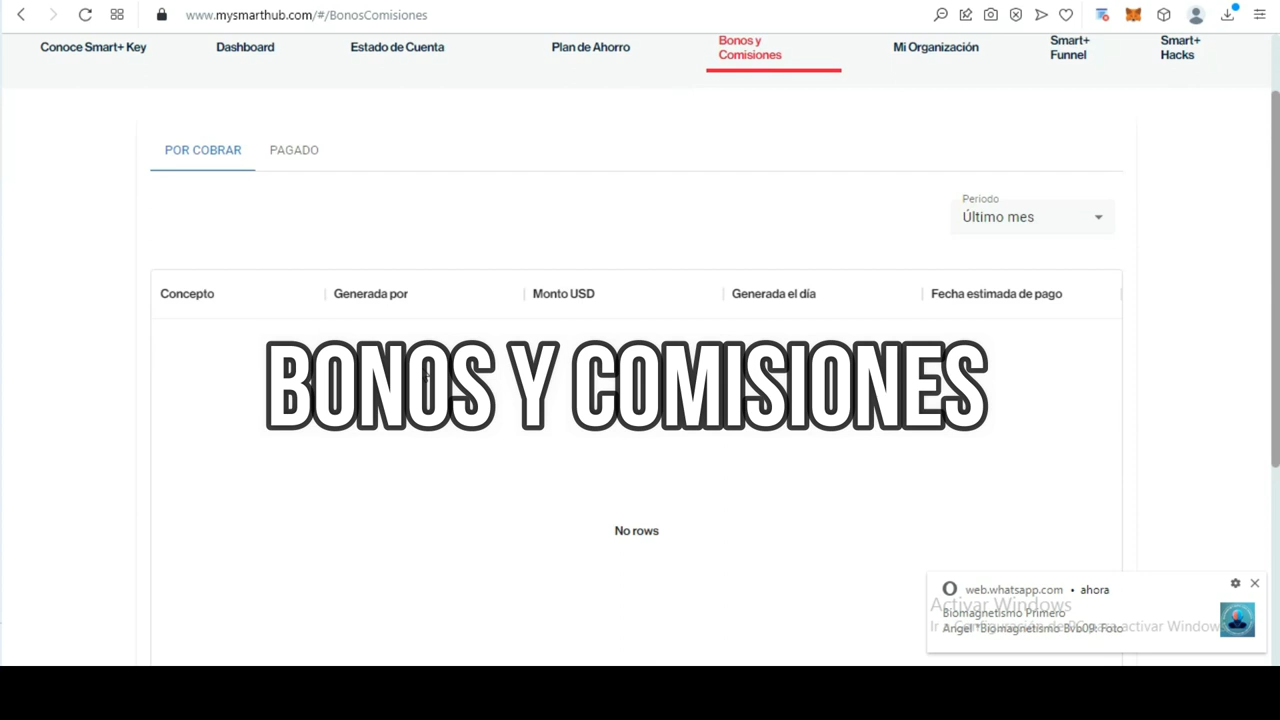 www.mysmarthub.com/#/BonosComisiones
Conoce Smart+ Key
Dashboard
Estado de Cuenta
Plan de Ahorro
Bonos y
Comisiones
Mi Organización
Smart+
Funnel
Smart+
Hacks
POR COBRAR
PAGADO
Periodo
Último mes
Concepto
Generada por
Monto USD
Generada el día
Fecha estimada de pago
BONOS Y COMISIONES
No rows
web.whatsapp.com • ahora
Activar Windows
Biomagnetismo Primero
Angel "Biomagnetismo Bvb09: Foto
activar Windows